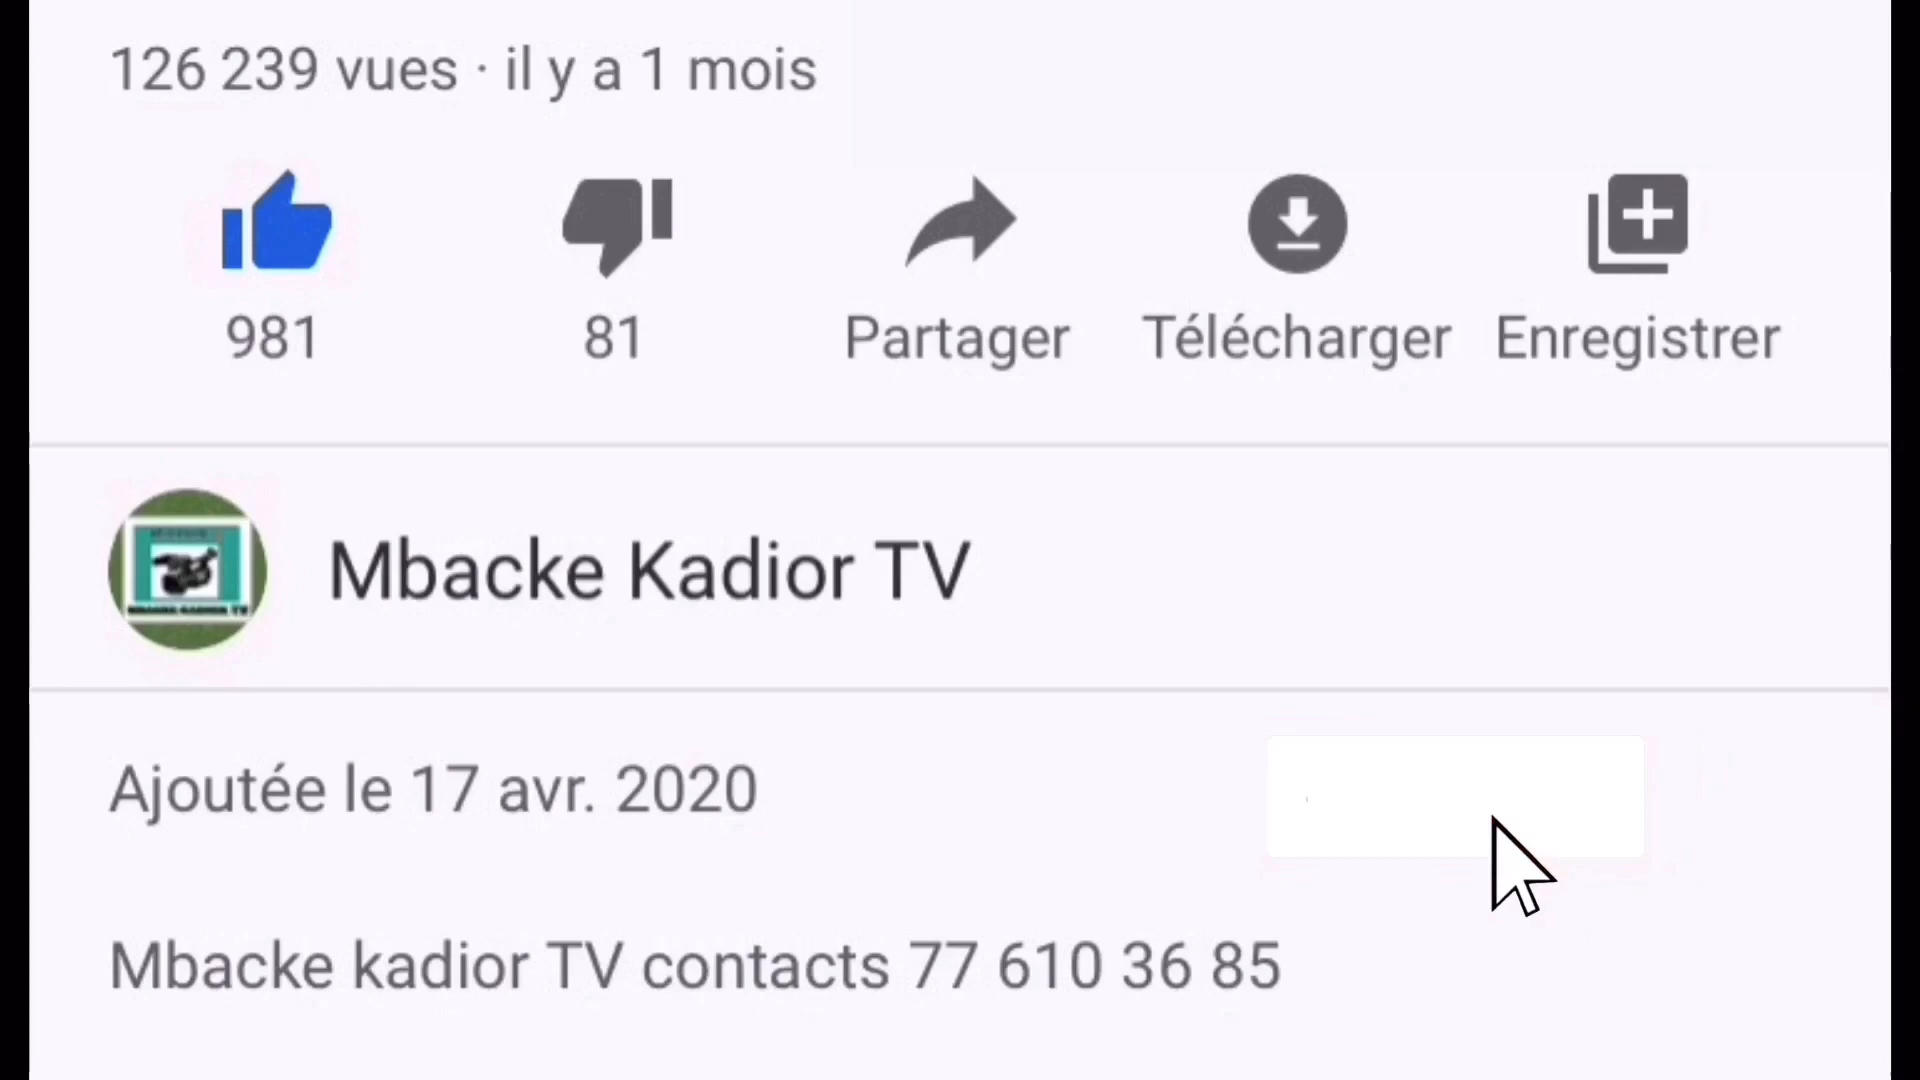 126 239 vues · il y a 1 mois
981
81
Partager
Télécharger
Enregistrer
Mbacke Kadior TV
Ajoutée le 17 avr. 2020
Mbacke kadior TV contacts 77 610 36 85